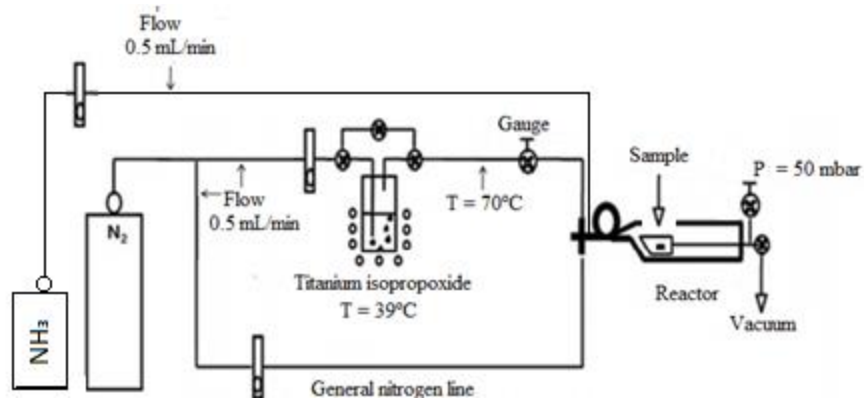 Flow
0.5 mL/min
Gauge
Sample
P = 50 mbar
Flow
0.5 mL/min
T = 70°C
N₂
Titanium isopropoxide
T = 39°C
Reactor
NH₃
Vacuum
General nitrogen line